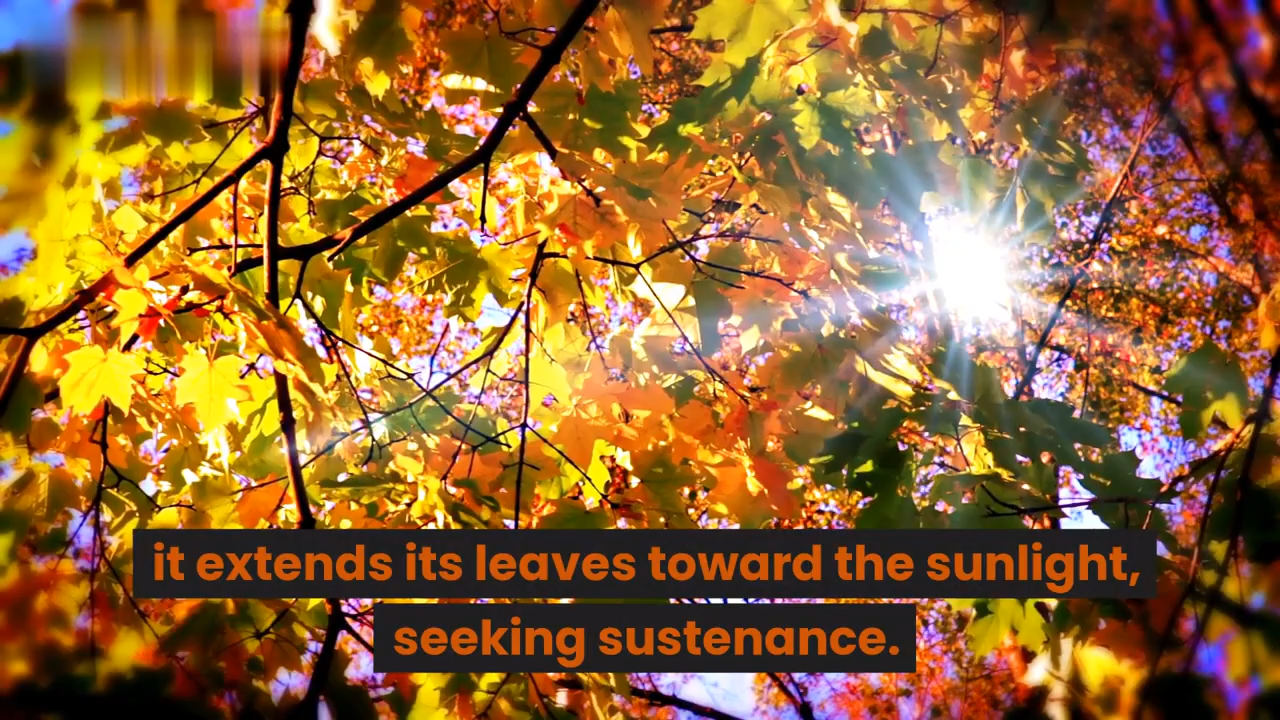 it extends its leaves toward the sunlight,
seeking sustenance.